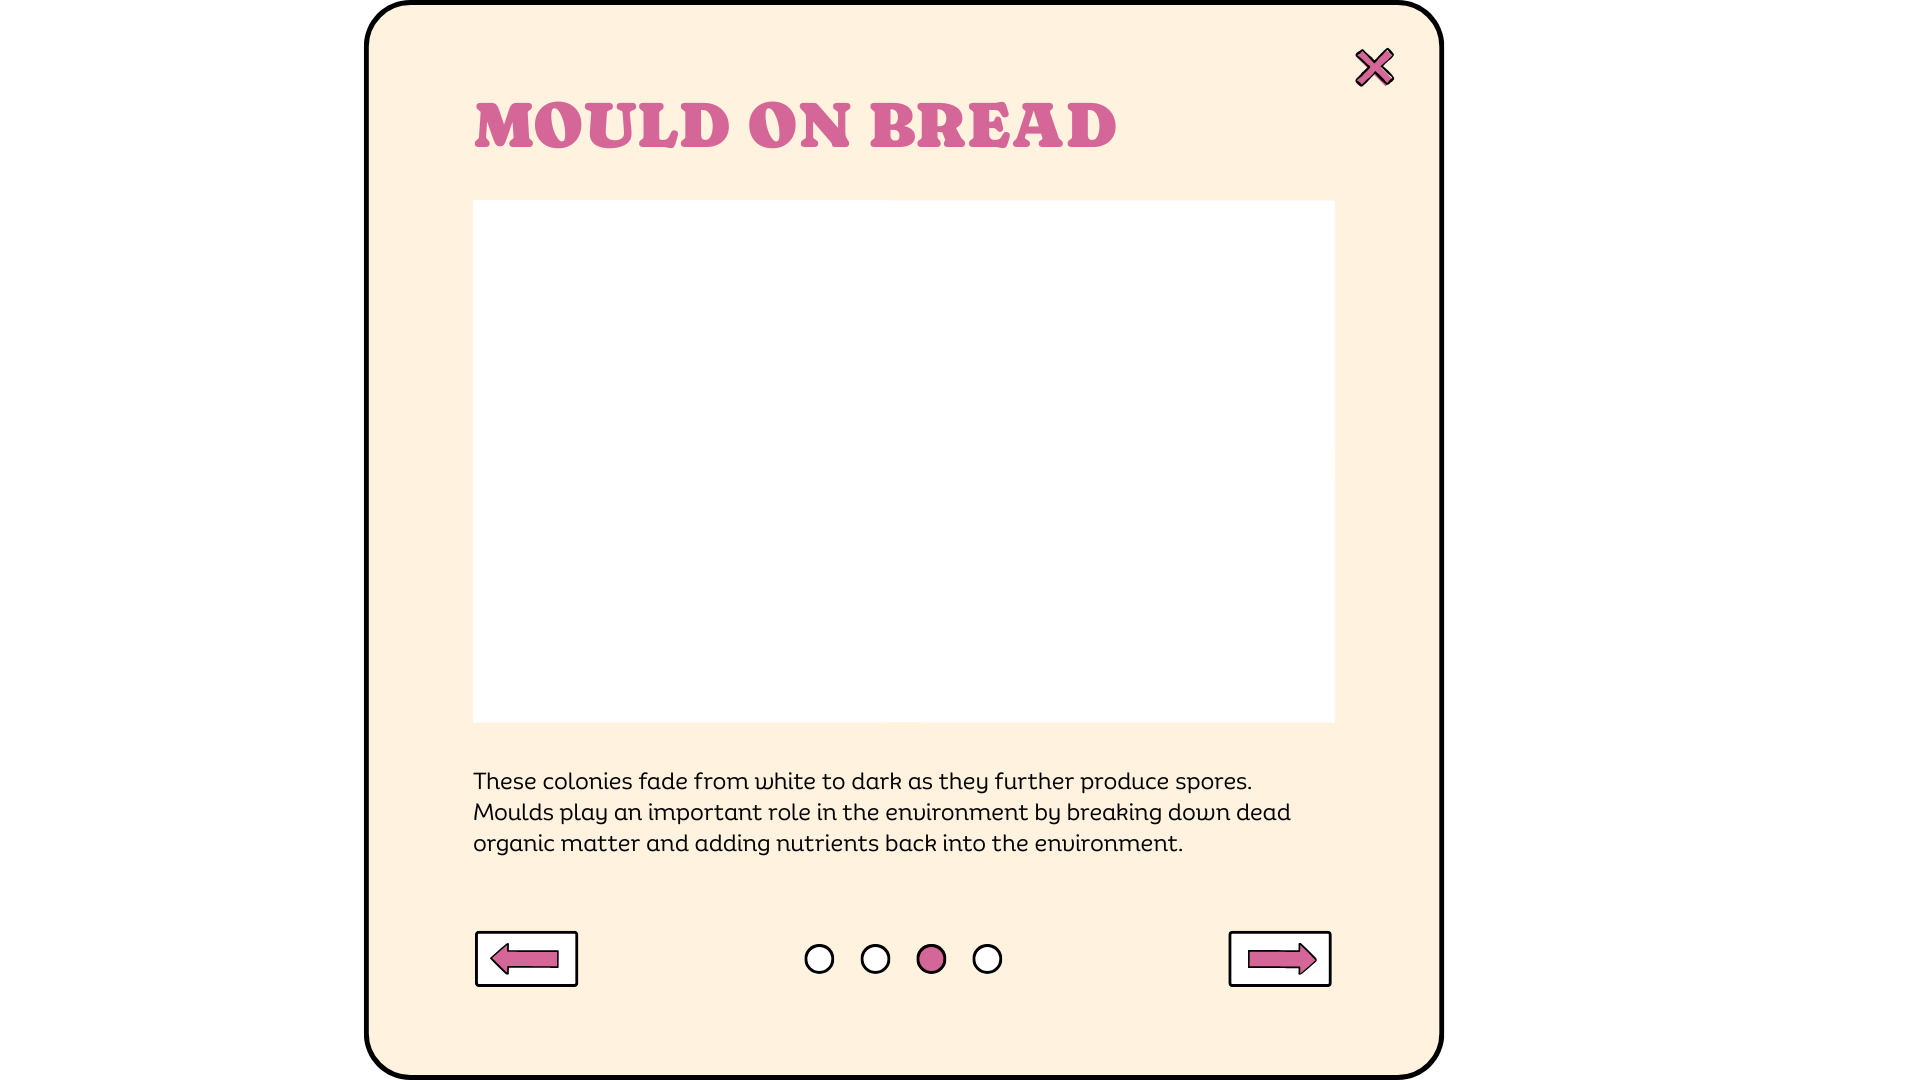 MOULD ON BREAD
These colonies fade from white to dark as they further produce spores.
Moulds play an important role in the environment by breaking down dead
organic matter and adding nutrients back into the environment.